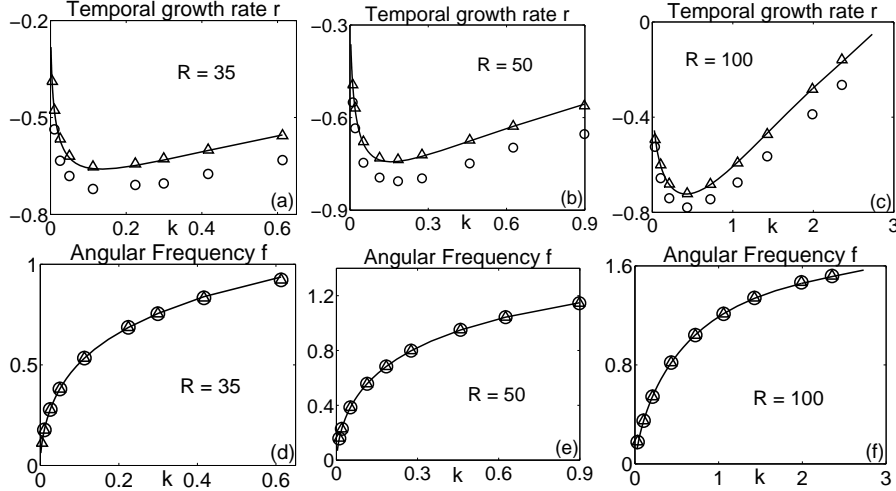 Temporal growth rate r
−0.2
−0.5
−0.8
0
0.2
k
0.4
0.6
R = 35
(a)
Temporal growth rate r
−0.3
−0.6
−0.9
0
0.3
k
0.6
0.9
R = 50
(b)
Temporal growth rate r
0
−0.4
−0.8
0
1
k
2
3
R = 100
(c)
Angular Frequency f
1
0.5
0
0
0.2
k
0.4
0.6
R = 35
(d)
Angular Frequency f
1.2
0.8
0.4
0
0
0.3
k
0.6
0.9
R = 50
(e)
Angular Frequency f
1.6
0.8
0
0
1
k
2
3
R = 100
(f)